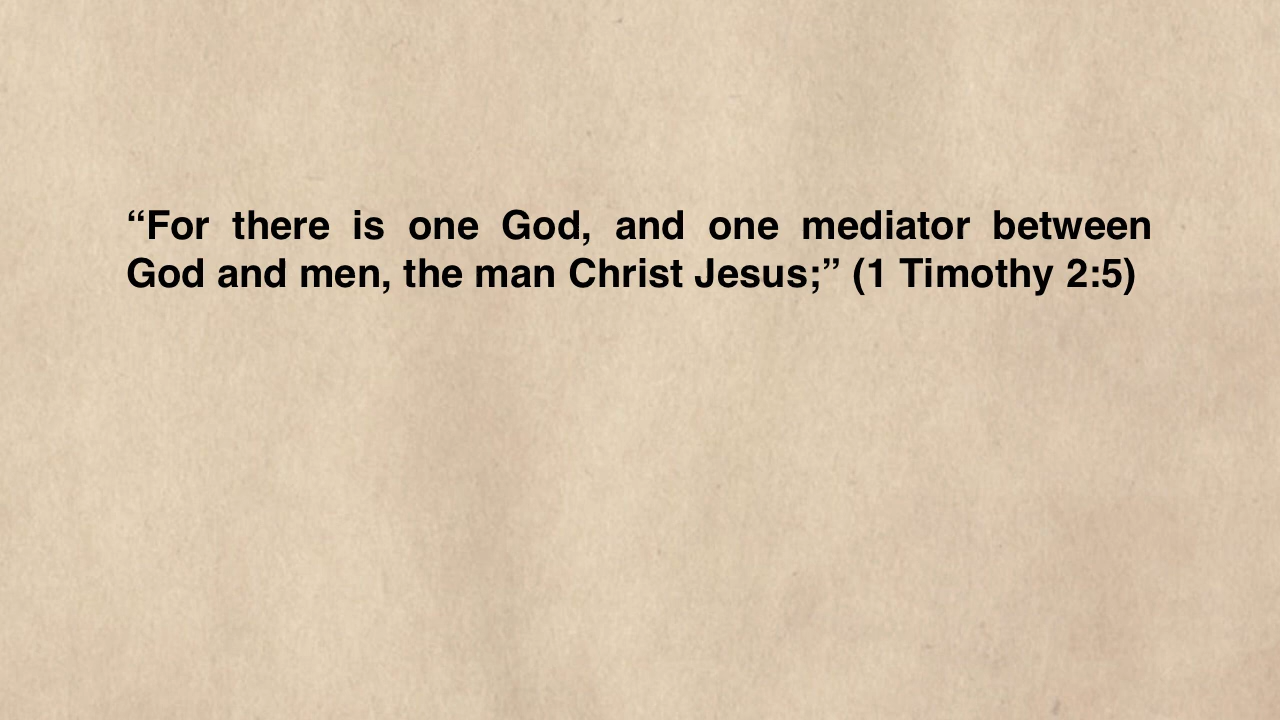 “For there is one God, and one mediator between
God and men, the man Christ Jesus;” (1 Timothy 2:5)